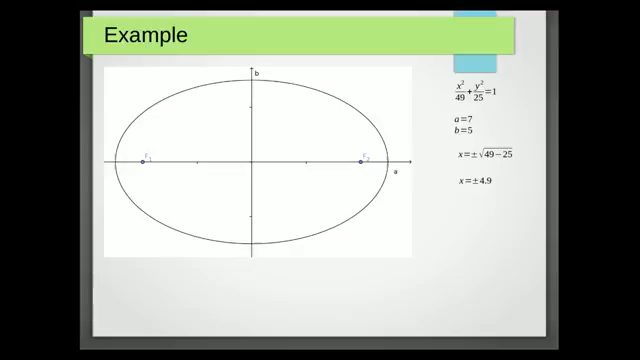 Example
b
F1
F2
a
x²/49 + y²/25 = 1
a=7
b=5
x=±√49−25
x=±4.9